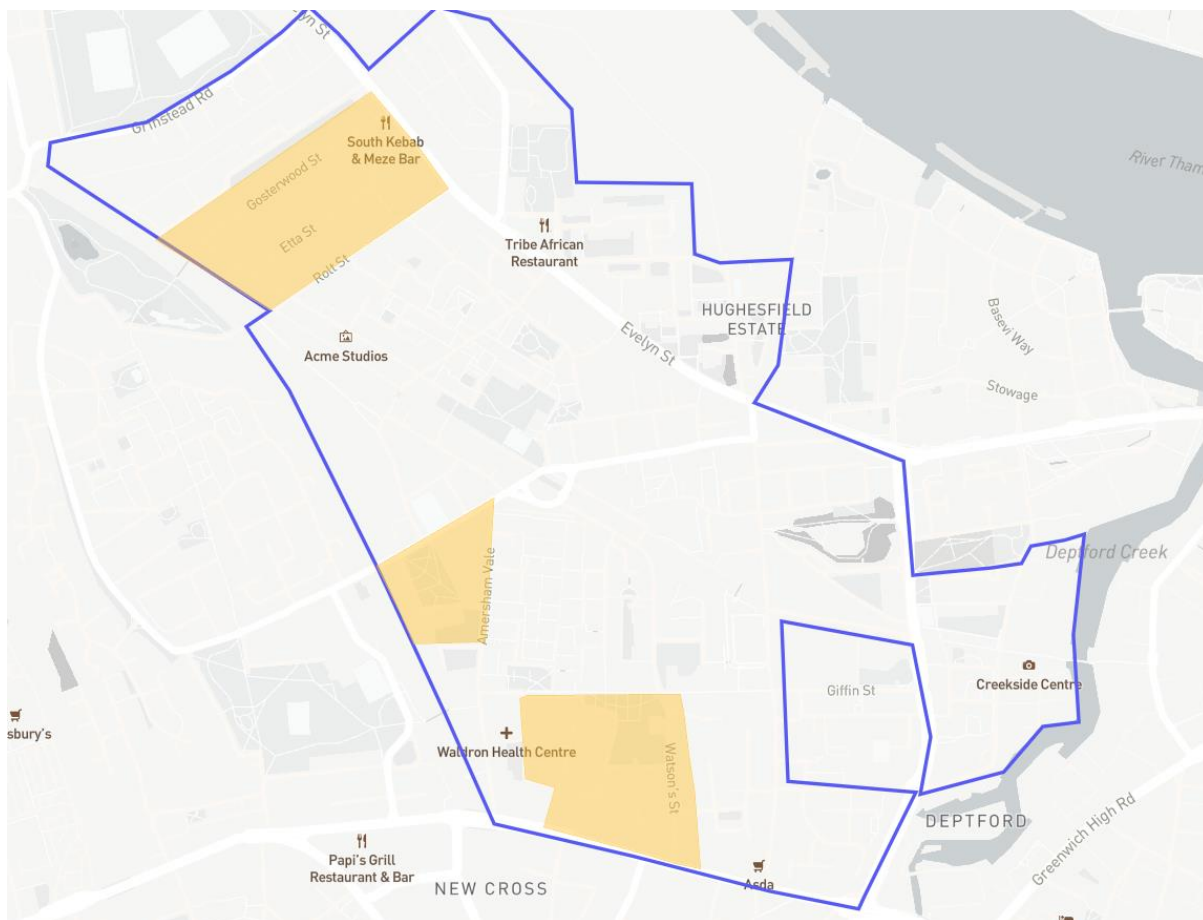 lyn St
Grinstead Rd
South Kebab
& Meze Bar
Gosterwood St
Etta St
Rolt St
River Tham
Tribe African
Restaurant
HUGHESFIELD
ESTATE
Basevi Way
Evelyn St
Acme Studios
Stowage
Deptford Creek
Amersham Vale
Giffin St
Creekside Centre
sbury's
Waldron Health Centre
Watson's St
DEPTFORD
Greenwich High Rd
Papi's Grill
Restaurant & Bar
NEW CROSS
Asda